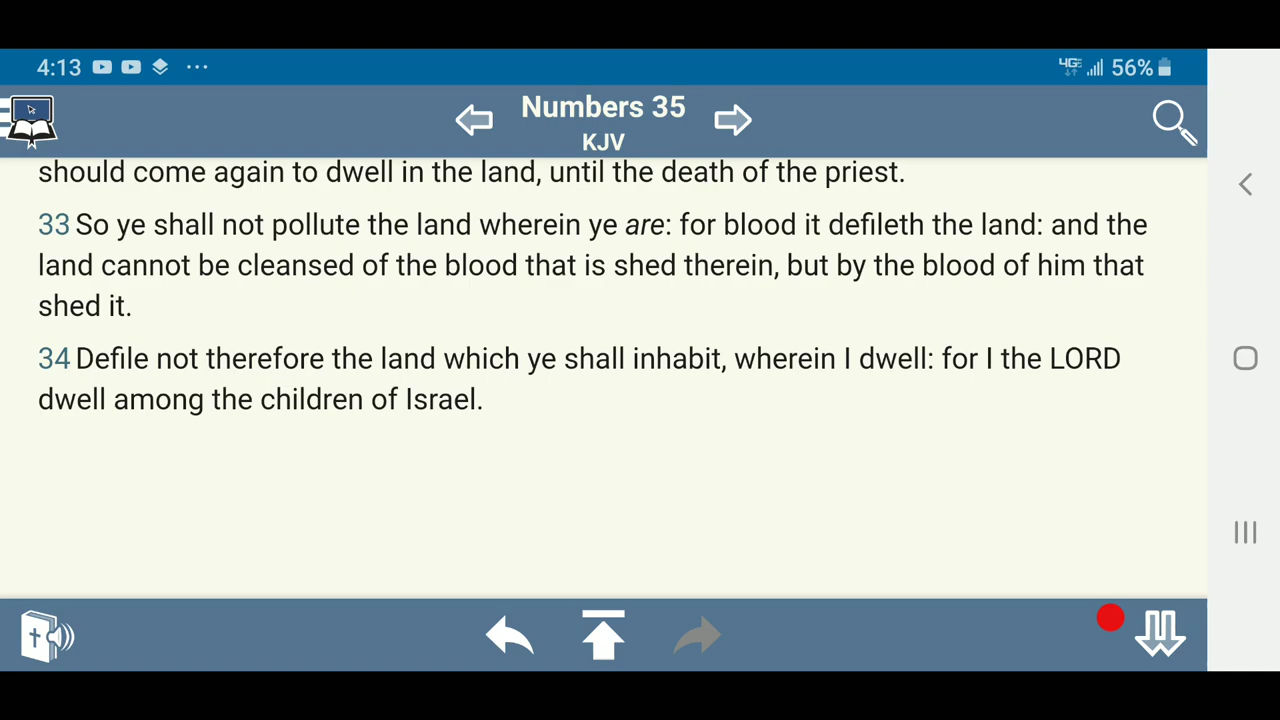 4:13
4GE 56%
Numbers 35
KJV
should come again to dwell in the land, until the death of the priest.
33 So ye shall not pollute the land wherein ye are: for blood it defileth the land: and the
land cannot be cleansed of the blood that is shed therein, but by the blood of him that
shed it.
34 Defile not therefore the land which ye shall inhabit, wherein I dwell: for I the LORD
dwell among the children of Israel.